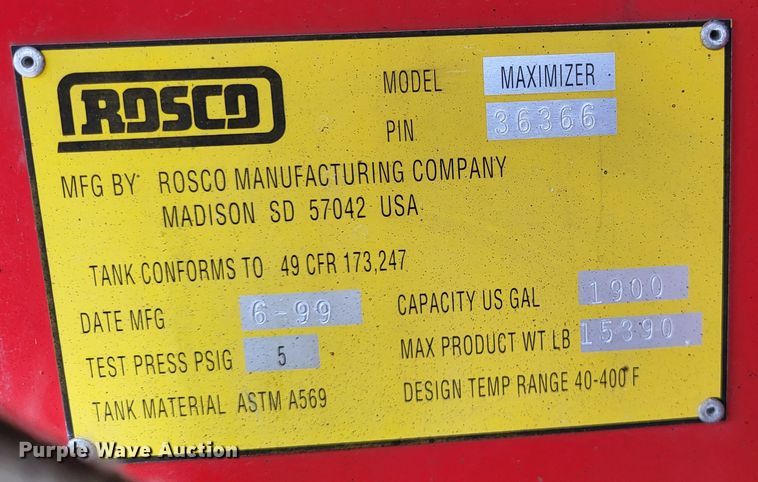 ROSCO
MODEL MAXIMIZER
PIN 36366
MFG BY ROSCO MANUFACTURING COMPANY
MADISON SD 57042 USA
TANK CONFORMS TO 49 CFR 173,247
DATE MFG 6-99 CAPACITY US GAL 1900
TEST PRESS PSIG 5 MAX PRODUCT WT LB 15390
TANK MATERIAL ASTM A569 DESIGN TEMP RANGE 40-400 F
Purple Wave Auction